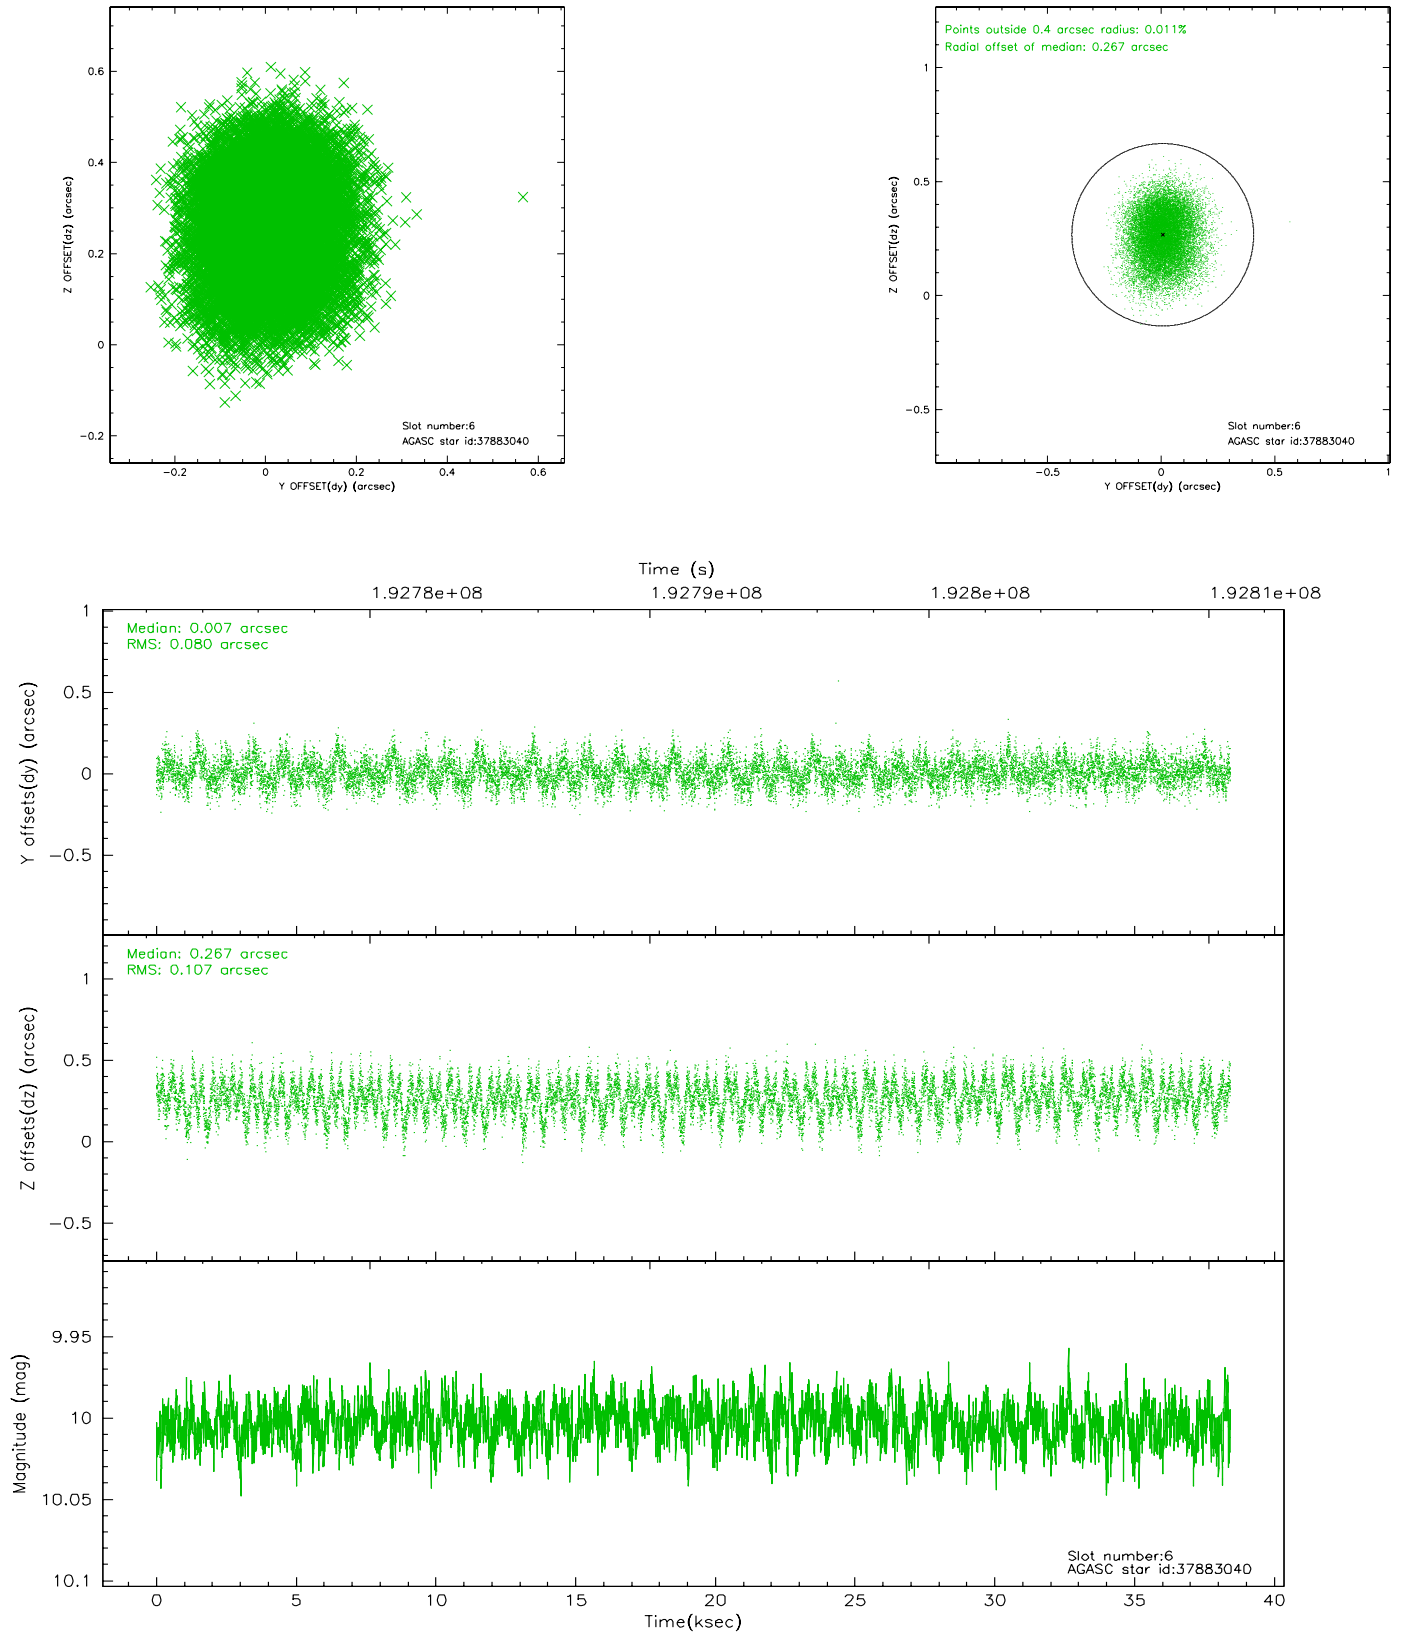 0.6
0.4
0.2
0
−0.2
Z OFFSET(dz) (arcsec)
−0.2 0 0.2 0.4 0.6
Y OFFSET(dy) (arcsec)
Slot number:6
AGASC star id:37883040
Points outside 0.4 arcsec radius: 0.011%
Radial offset of median: 0.267 arcsec
1
0.5
0
−0.5
Z OFFSET(dz) (arcsec)
−0.5 0 0.5 1
Y OFFSET(dy) (arcsec)
Slot number:6
AGASC star id:37883040
Time (s)
1.9278e+08 1.9279e+08 1.928e+08 1.9281e+08
Median: 0.007 arcsec
RMS: 0.080 arcsec
1
0.5
0
−0.5
Y offsets(dy) (arcsec)
Median: 0.267 arcsec
RMS: 0.107 arcsec
1
0.5
0
−0.5
Z offsets(dz) (arcsec)
9.95
10
10.05
10.1
Magnitude (mag)
Slot number:6
AGASC star id:37883040
0 5 10 15 20 25 30 35 40
Time(ksec)